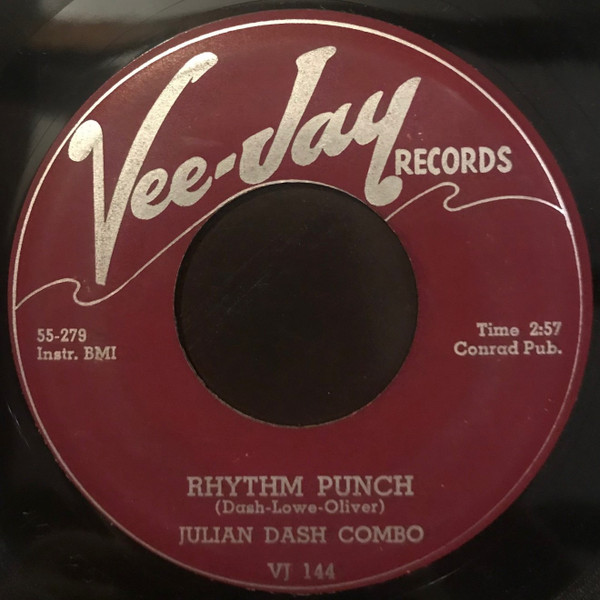 Vee-Jay
RECORDS
55-279
Instr. BMI
Time 2:57
Conrad Pub.
RHYTHM PUNCH
(Dash-Lowe-Oliver)
JULIAN DASH COMBO
VJ 144